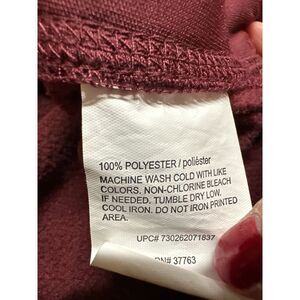 100% POLYESTER / poliéster
MACHINE WASH COLD WITH LIKE
COLORS. NON-CHLORINE BLEACH
IF NEEDED. TUMBLE DRY LOW.
COOL IRON. DO NOT IRON PRINTED
AREA.
UPC# 730262071837
RN# 37763